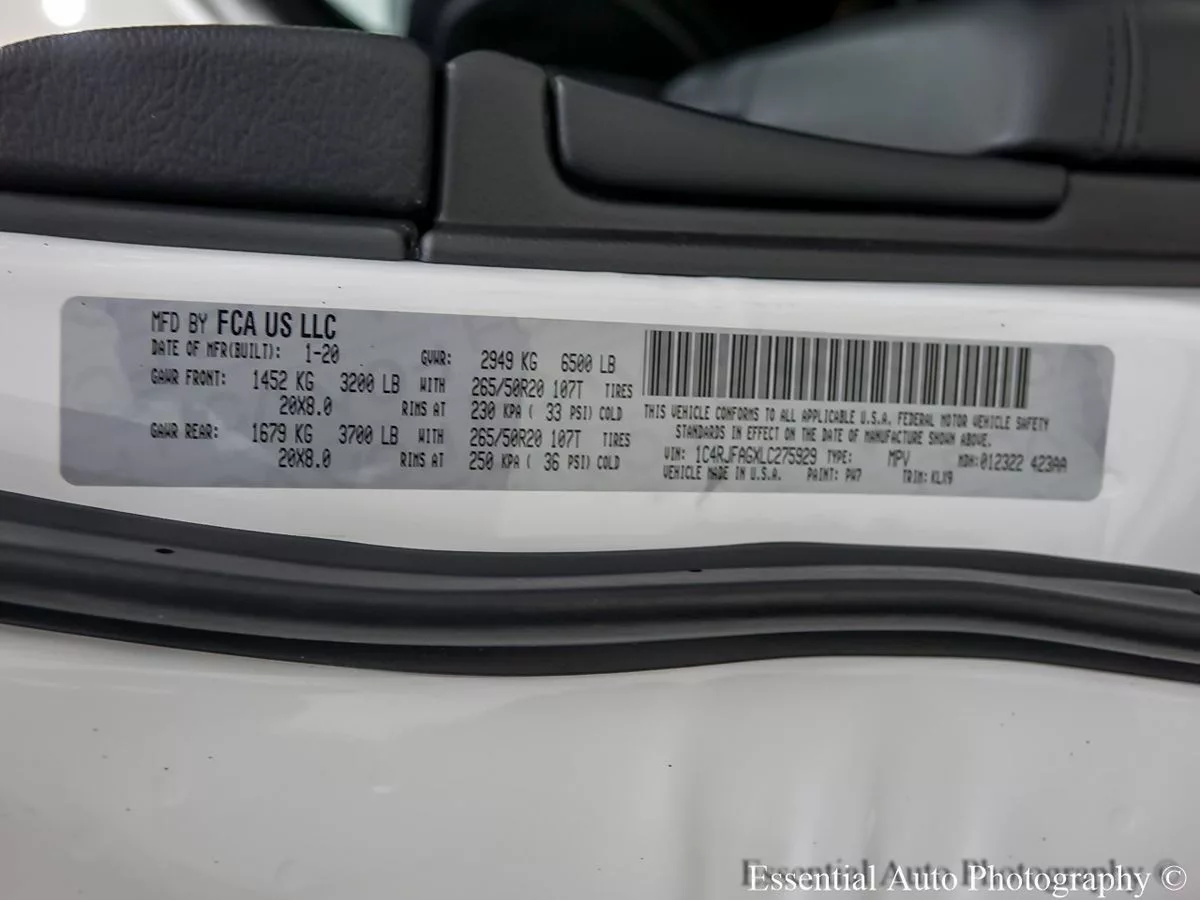 MFD BY FCA US LLC
DATE OF MFR(BUILT): 1-20 GVWR: 2949 KG 6500 LB
GAWR FRONT: 1452 KG 3200 LB WITH 265/50R20 107T TIRES
20X8.0 RIMS AT 230 KPA ( 33 PSI) COLD
GAWR REAR: 1679 KG 3700 LB WITH 265/50R20 107T TIRES
20X8.0 RIMS AT 250 KPA ( 36 PSI) COLD
THIS VEHICLE CONFORMS TO ALL APPLICABLE U.S.A. FEDERAL MOTOR VEHICLE SAFETY
STANDARDS IN EFFECT ON THE DATE OF MANUFACTURE SHOWN ABOVE.
VIN: 1C4RJFAGXLC275929 TYPE: MPV MDH:012322 423AA
VEHICLE MADE IN U.S.A. PAINT: PW7 TRIM: KLX9
Essential Auto Photography ©